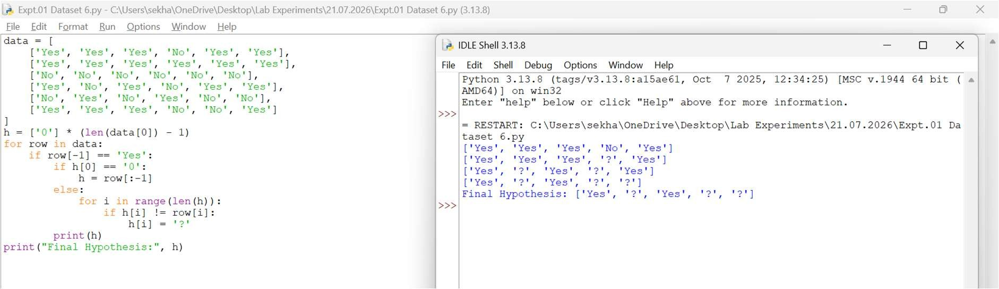 Expt.01 Dataset 6.py - C:\Users\sekha\OneDrive\Desktop\Lab Experiments\21.07.2026\Expt.01 Dataset 6.py (3.13.8)
File Edit Format Run Options Window Help
data = [
    ['Yes', 'Yes', 'Yes', 'No', 'Yes', 'Yes'],
    ['Yes', 'Yes', 'Yes', 'Yes', 'Yes', 'Yes'],
    ['No', 'No', 'No', 'No', 'No', 'No'],
    ['Yes', 'No', 'Yes', 'No', 'Yes', 'Yes'],
    ['No', 'Yes', 'No', 'Yes', 'No', 'No'],
    ['Yes', 'Yes', 'Yes', 'No', 'No', 'Yes']
]
h = ['0'] * (len(data[0]) - 1)
for row in data:
    if row[-1] == 'Yes':
        if h[0] == '0':
            h = row[:-1]
        else:
            for i in range(len(h)):
                if h[i] != row[i]:
                    h[i] = '?'
        print(h)
print("Final Hypothesis:", h)
IDLE Shell 3.13.8
File Edit Shell Debug Options Window Help
Python 3.13.8 (tags/v3.13.8:a15ae61, Oct  7 2025, 12:34:25) [MSC v.1944 64 bit (
AMD64)] on win32
Enter "help" below or click "Help" above for more information.
>>>
= RESTART: C:\Users\sekha\OneDrive\Desktop\Lab Experiments\21.07.2026\Expt.01 Da
taset 6.py
['Yes', 'Yes', 'Yes', 'No', 'Yes']
['Yes', 'Yes', 'Yes', '?', 'Yes']
['Yes', '?', 'Yes', '?', 'Yes']
['Yes', '?', 'Yes', '?', '?']
Final Hypothesis: ['Yes', '?', 'Yes', '?', '?']
>>>